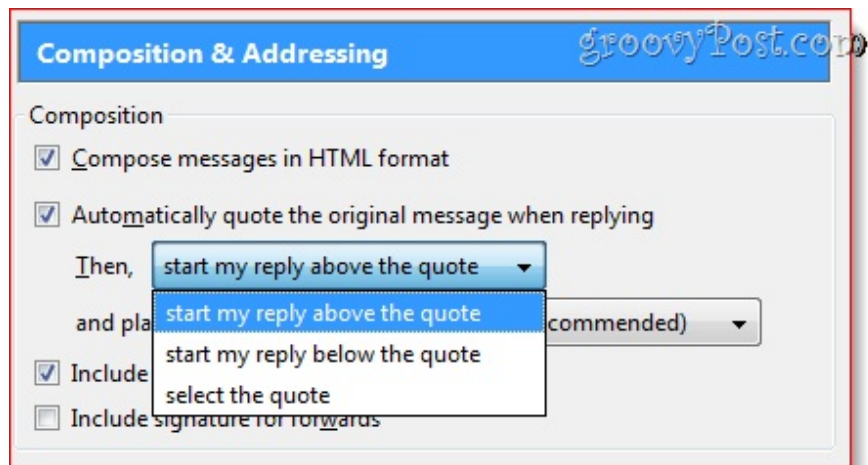 Composition & Addressing
groovyPost.com
Composition
Compose messages in HTML format
Automatically quote the original message when replying
Then, start my reply above the quote
start my reply above the quote
and pla commended)
start my reply below the quote
Include
select the quote
Include signature for forwards